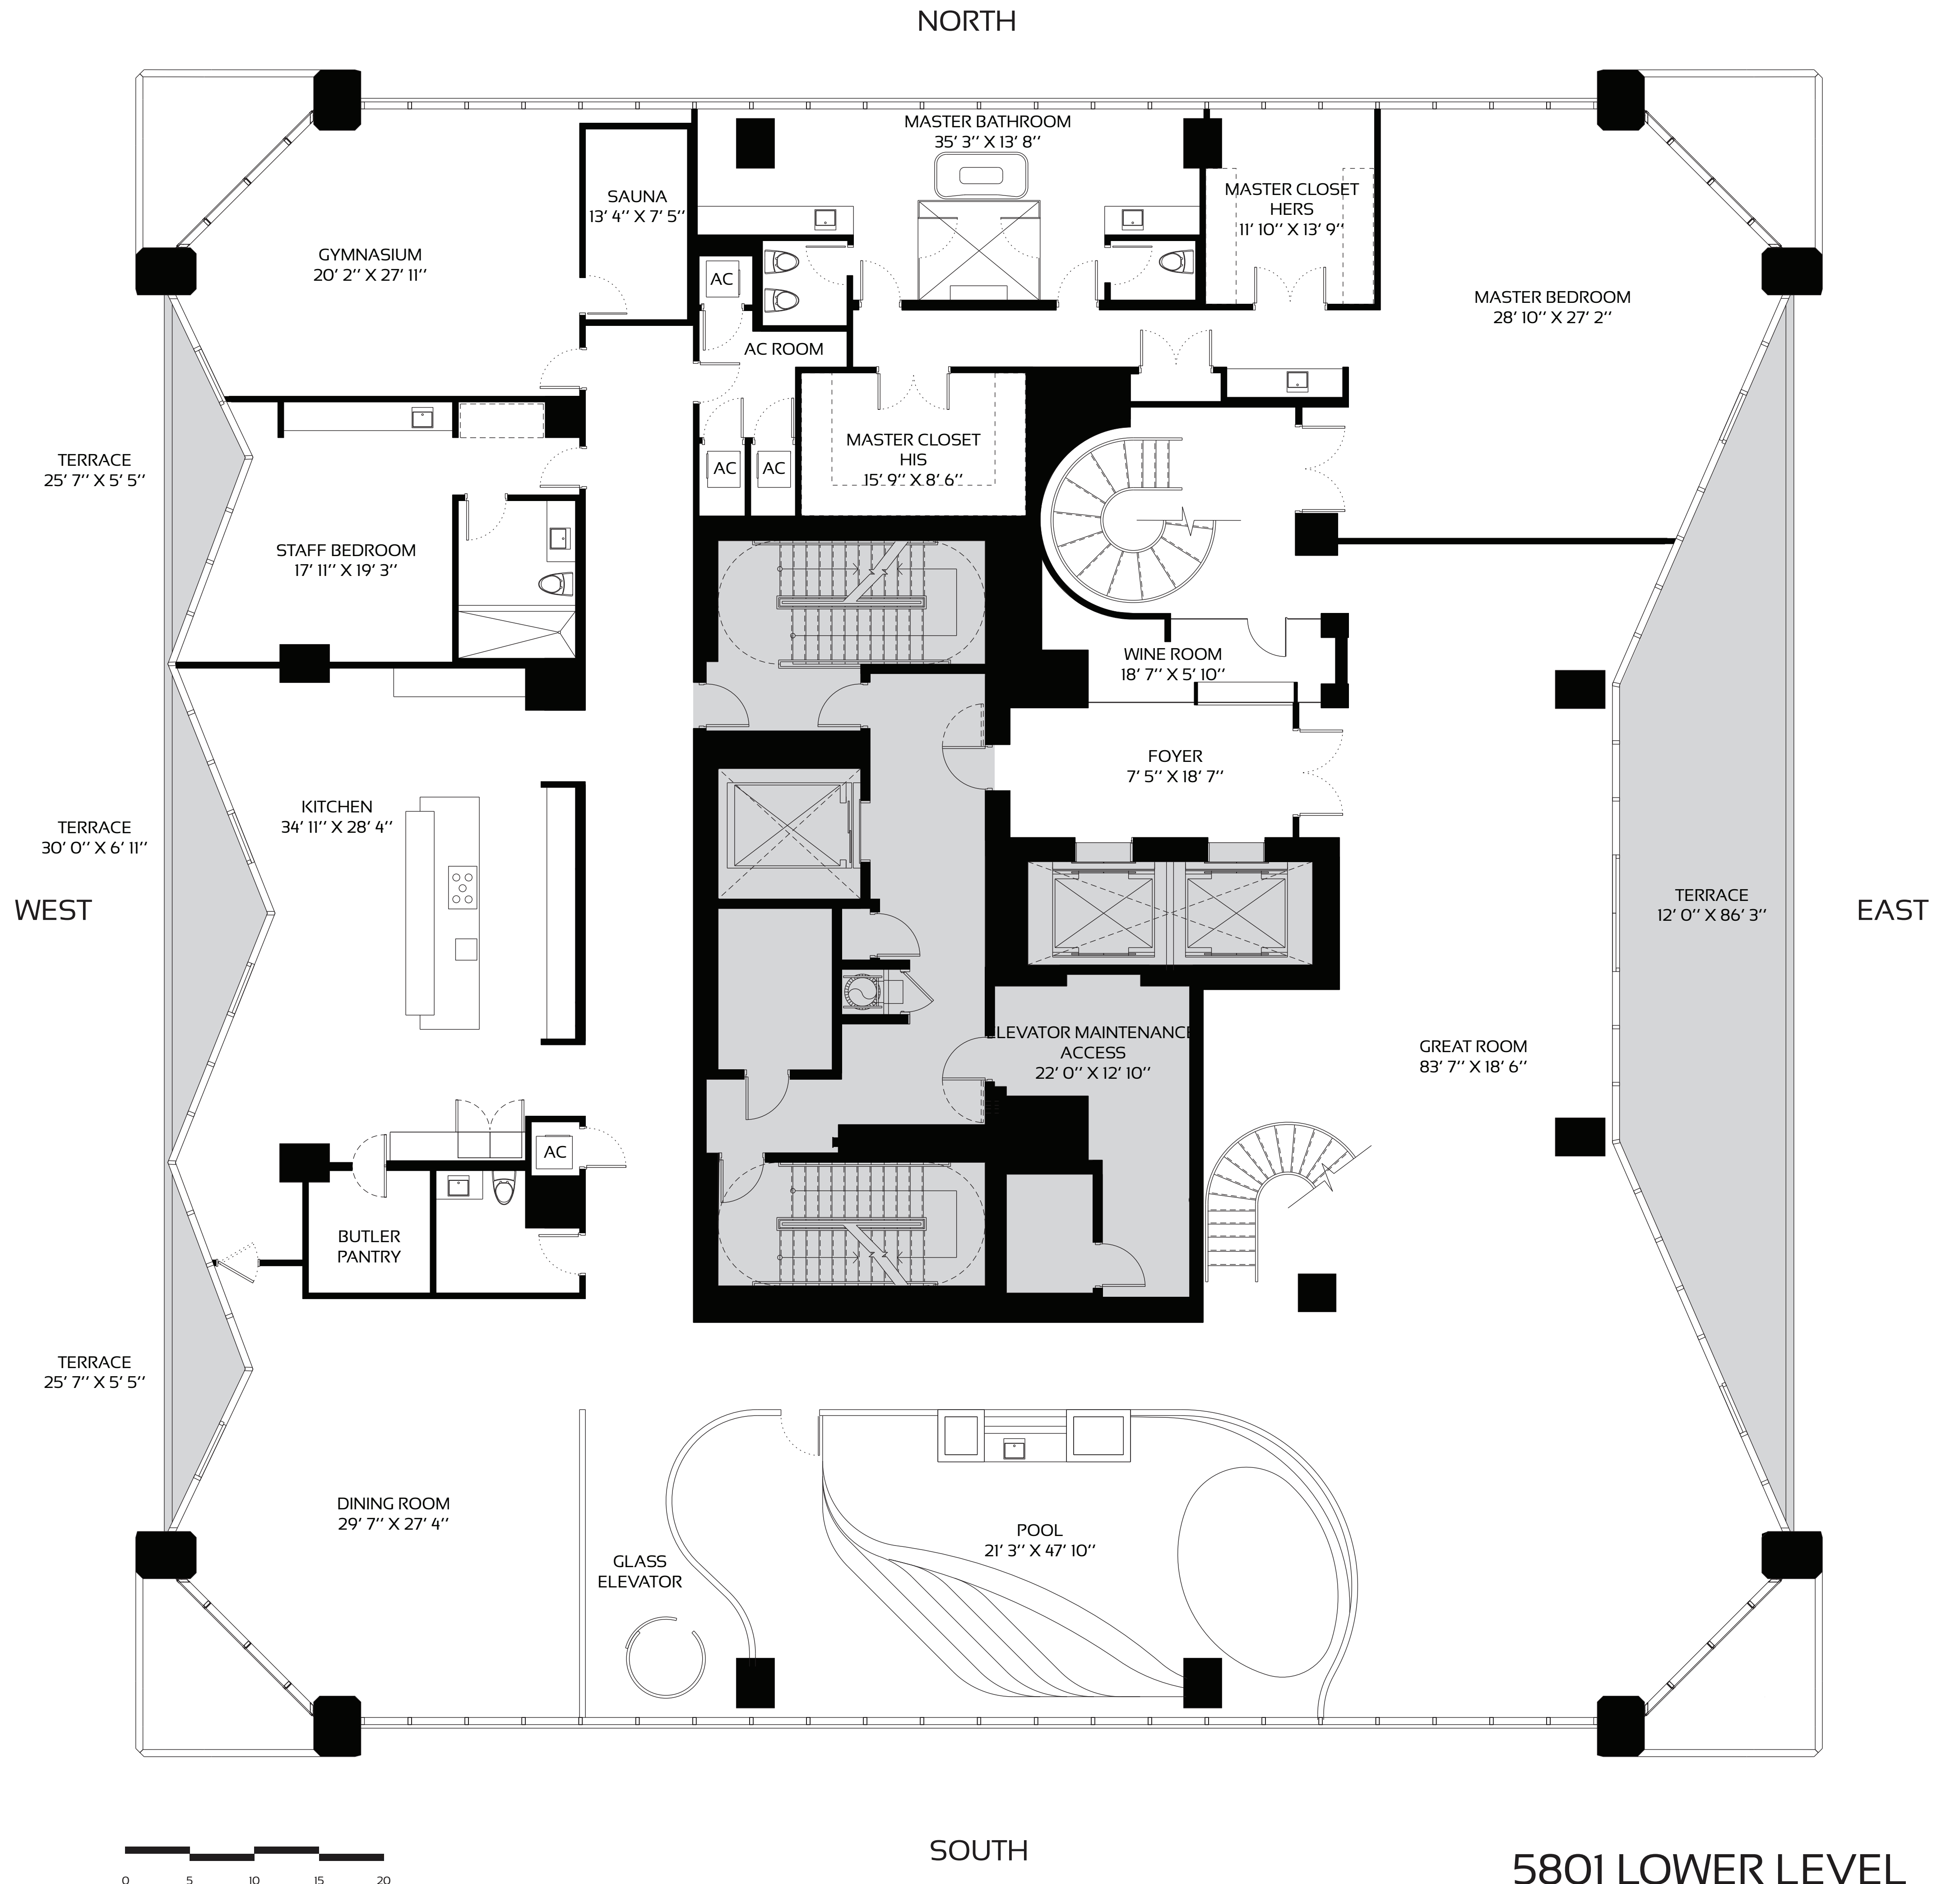 NORTH
MASTER BATHROOM
35' 3'' X 13' 8''
SAUNA
13' 4'' X 7' 5''
MASTER CLOSET
HERS
11' 10'' X 13' 9''
GYMNASIUM
20' 2'' X 27' 11''
AC
MASTER BEDROOM
28' 10'' X 27' 2''
AC ROOM
TERRACE
25' 7'' X 5' 5''
MASTER CLOSET
HIS
15' 9'' X 8' 6''
AC
AC
STAFF BEDROOM
17' 11'' X 19' 3''
WINE ROOM
18' 7'' X 5' 10''
FOYER
7' 5'' X 18' 7''
KITCHEN
34' 11'' X 28' 4''
TERRACE
30' 0'' X 6' 11''
WEST
TERRACE
12' 0'' X 86' 3''
EAST
ELEVATOR MAINTENANCE
ACCESS
22' 0'' X 12' 10''
GREAT ROOM
83' 7'' X 18' 6''
AC
BUTLER
PANTRY
TERRACE
25' 7'' X 5' 5''
DINING ROOM
29' 7'' X 27' 4''
GLASS
ELEVATOR
POOL
21' 3'' X 47' 10''
SOUTH
0 5 10 15 20
5801 LOWER LEVEL